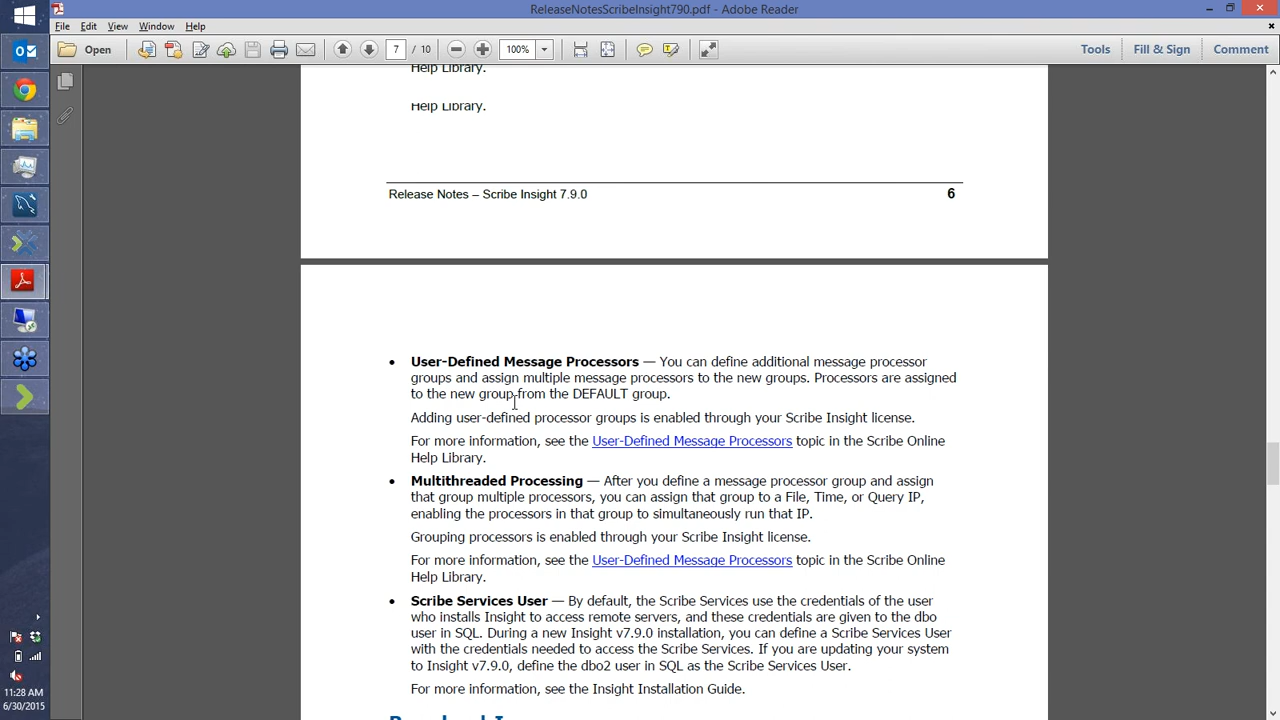 ReleaseNotesScribeInsight790.pdf - Adobe Reader
File Edit View Window Help
Open 7 / 10 100% Tools Fill & Sign Comment
Help Library.
Help Library.
Release Notes – Scribe Insight 7.9.0 6
• User-Defined Message Processors — You can define additional message processor
groups and assign multiple message processors to the new groups. Processors are assigned
to the new group from the DEFAULT group.
Adding user-defined processor groups is enabled through your Scribe Insight license.
For more information, see the User-Defined Message Processors topic in the Scribe Online
Help Library.
• Multithreaded Processing — After you define a message processor group and assign
that group multiple processors, you can assign that group to a File, Time, or Query IP,
enabling the processors in that group to simultaneously run that IP.
Grouping processors is enabled through your Scribe Insight license.
For more information, see the User-Defined Message Processors topic in the Scribe Online
Help Library.
• Scribe Services User — By default, the Scribe Services use the credentials of the user
who installs Insight to access remote servers, and these credentials are given to the dbo
user in SQL. During a new Insight v7.9.0 installation, you can define a Scribe Services User
with the credentials needed to access the Scribe Services. If you are updating your system
to Insight v7.9.0, define the dbo2 user in SQL as the Scribe Services User.
For more information, see the Insight Installation Guide.
11:28 AM
6/30/2015